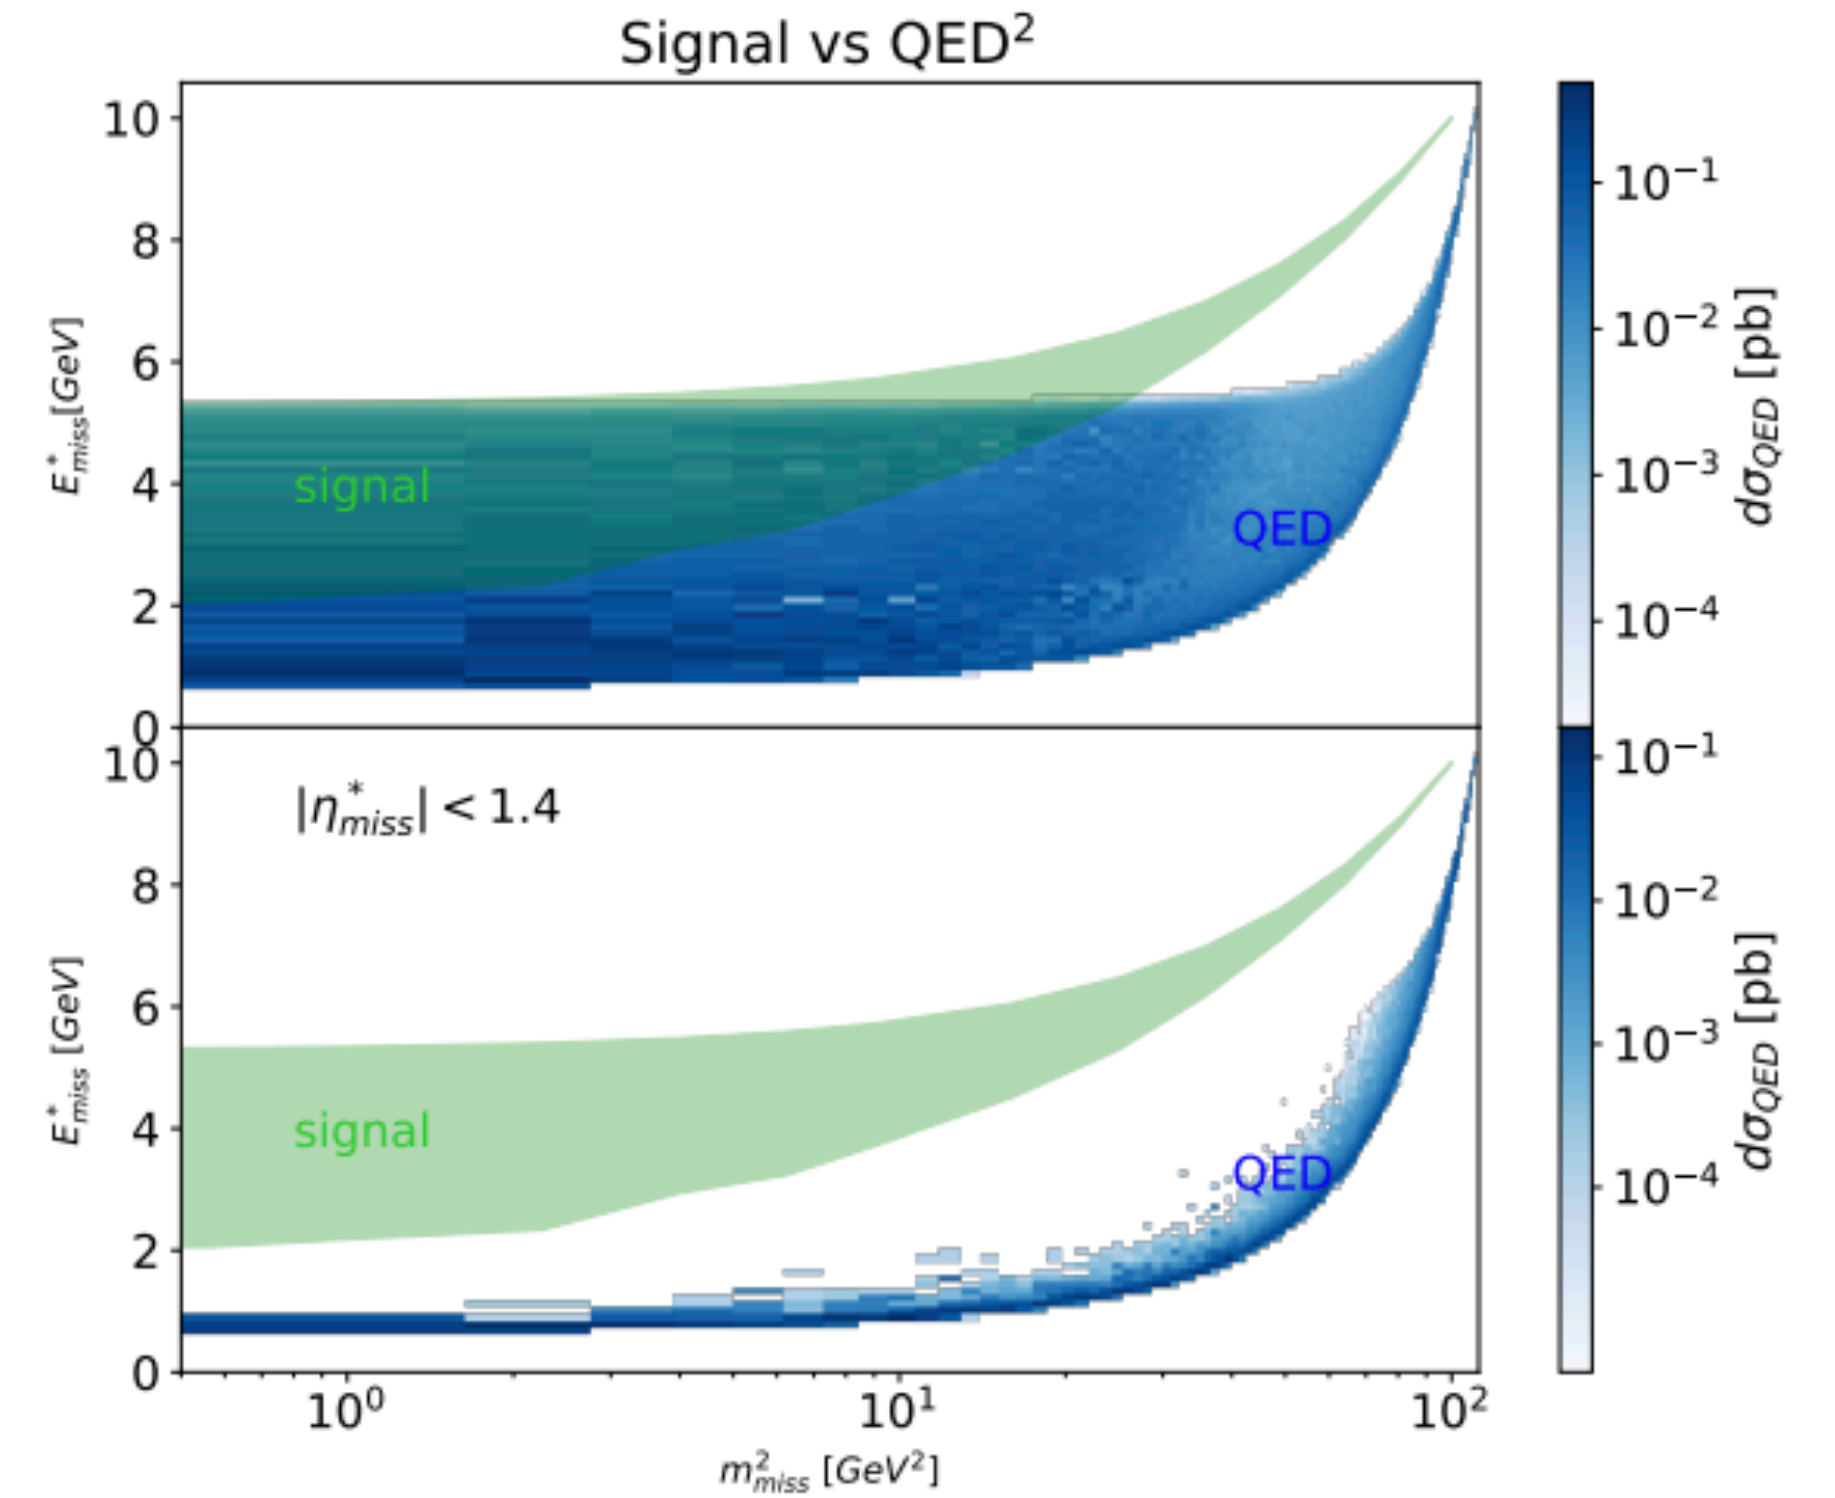 Signal vs QED²
10
8
6
4
2
0
E*miss[GeV]
signal
QED
10⁻¹
10⁻²
10⁻³
10⁻⁴
dσQED [pb]
10
8
6
4
2
0
E*miss [GeV]
|η*miss| < 1.4
signal
QED
10⁻¹
10⁻²
10⁻³
10⁻⁴
dσQED [pb]
10⁰ 10¹ 10²
m²miss [GeV²]